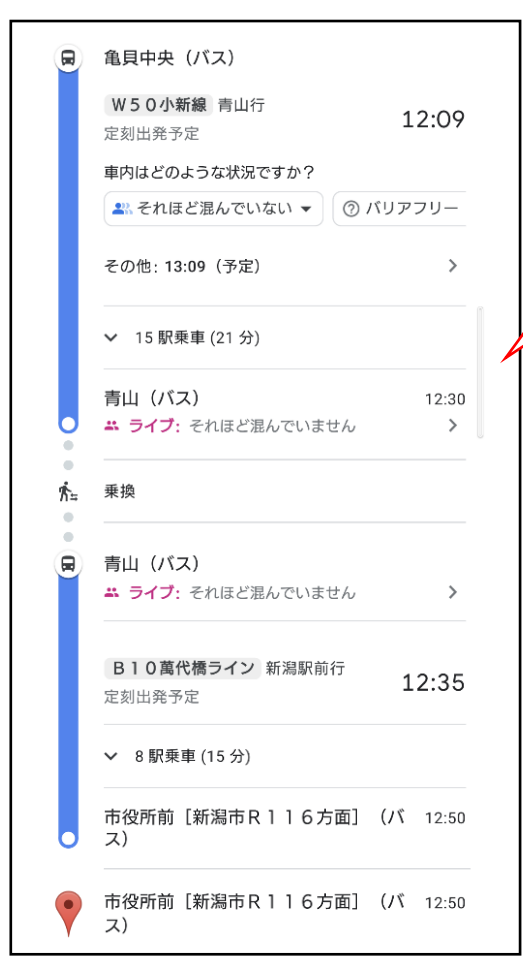 亀貝中央（バス）
W５０小新線 青山行
12:09
定刻出発予定
車内はどのような状況ですか？
それほど混んでいない
バリアフリー
その他: 13:09（予定）
15 駅乗車 (21 分)
青山（バス）
12:30
ライブ: それほど混んでいません
乗換
青山（バス）
ライブ: それほど混んでいません
B１０萬代橋ライン 新潟駅前行
12:35
定刻出発予定
8 駅乗車 (15 分)
市役所前［新潟市R１１６方面］（バ
ス）
12:50
市役所前［新潟市R１１６方面］（バ
ス）
12:50